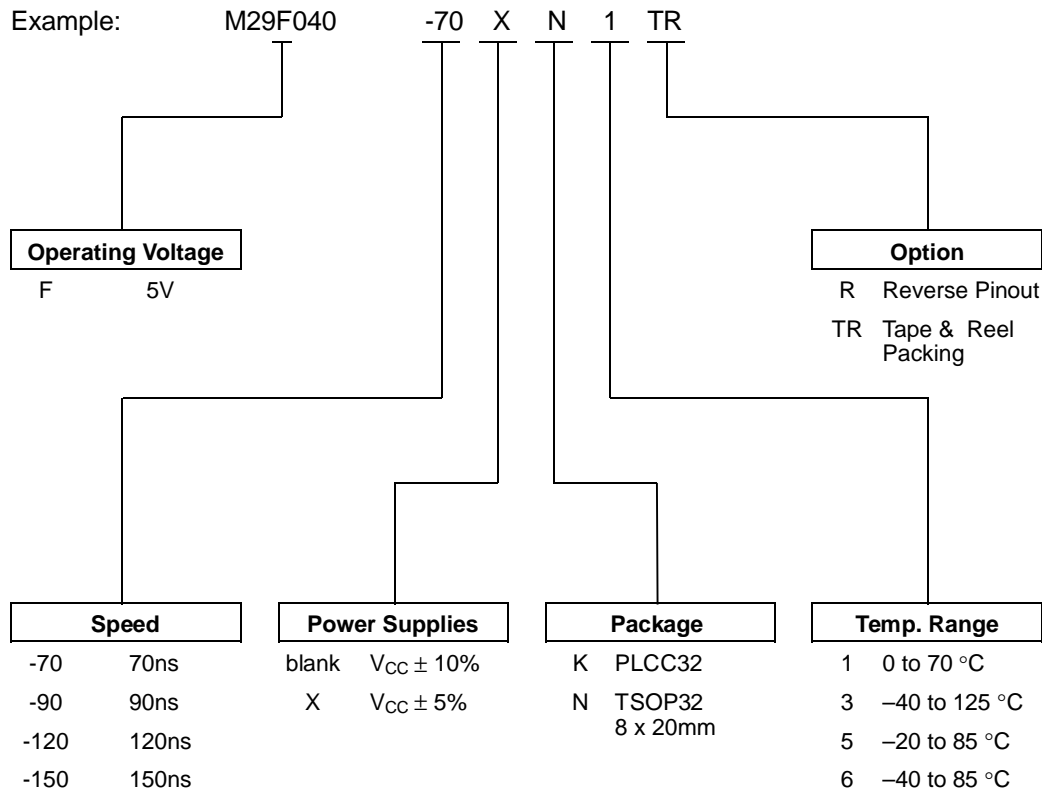 Example: M29F040 -70 X N 1 TR
Operating Voltage
F 5V
Option
R Reverse Pinout
TR Tape & Reel
Packing
Speed
-70 70ns
-90 90ns
-120 120ns
-150 150ns
Power Supplies
blank VCC ± 10%
X VCC ± 5%
Package
K PLCC32
N TSOP32
8 x 20mm
Temp. Range
1 0 to 70 °C
3 –40 to 125 °C
5 –20 to 85 °C
6 –40 to 85 °C